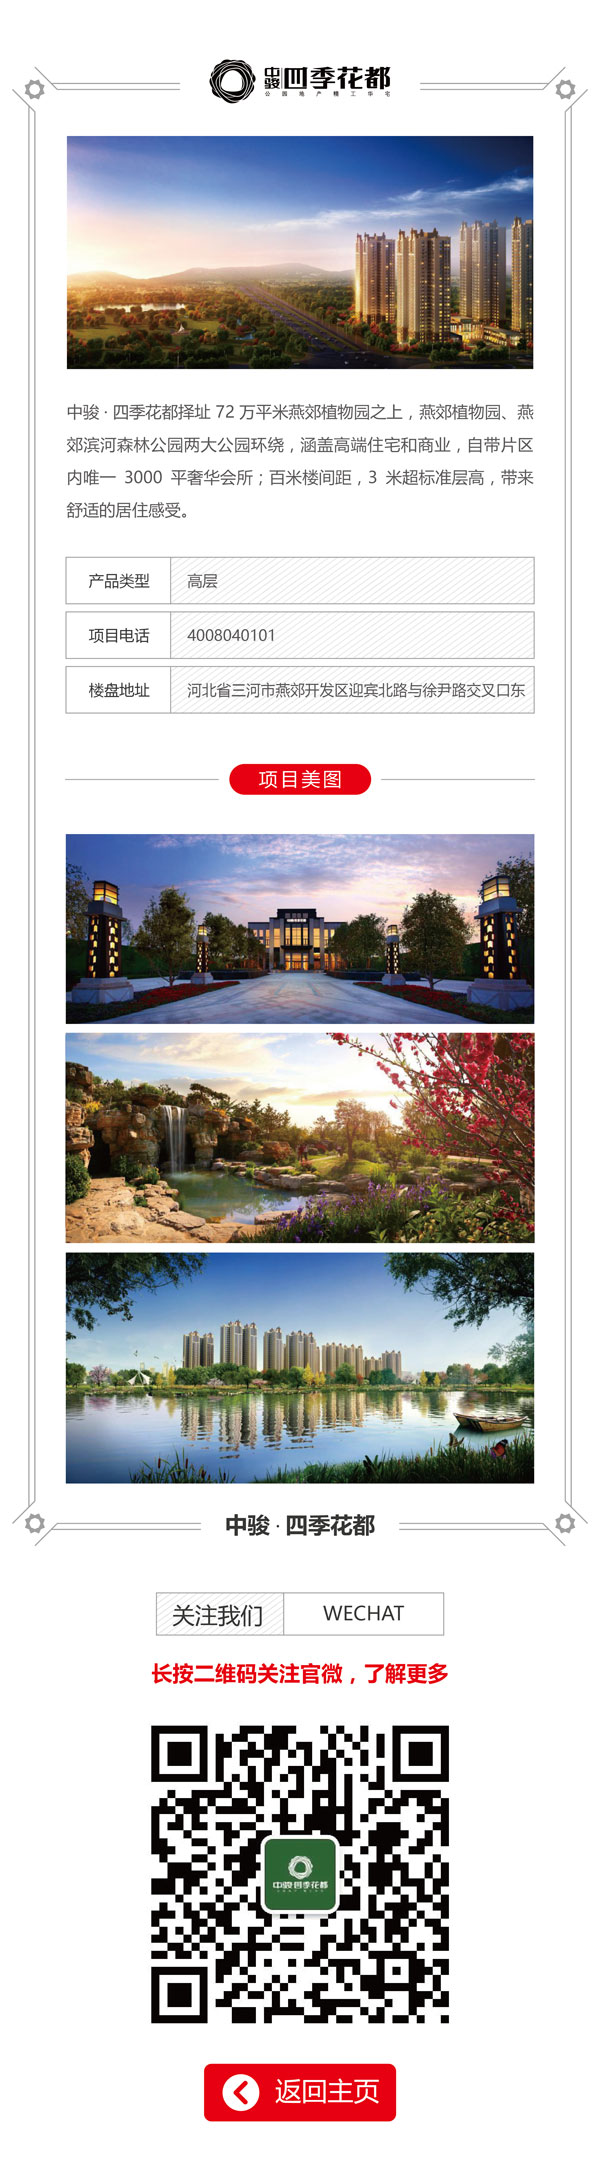 中骏 四季花都
公园地产精工华宅
中骏·四季花都择址 72 万平米燕郊植物园之上，燕郊植物园、燕
郊滨河森林公园两大公园环绕，涵盖高端住宅和商业，自带片区
内唯一 3000 平奢华会所；百米楼间距，3 米超标准层高，带来
舒适的居住感受。
产品类型 高层
项目电话 4008040101
楼盘地址 河北省三河市燕郊开发区迎宾北路与徐尹路交叉口东
项目美图
中骏·四季花都
关注我们 WECHAT
长按二维码关注官微，了解更多
中骏 四季花都
返回主页